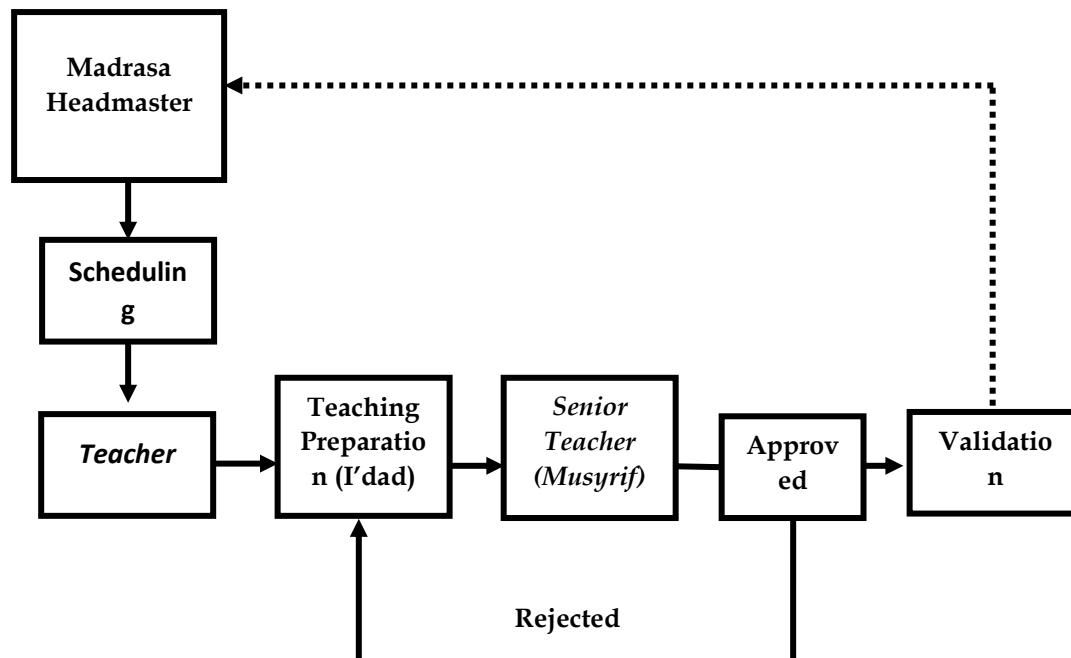 Madrasa
Headmaster
Schedulin
g
Teacher
Teaching
Preparatio
n (I’dad)
Senior
Teacher
(Musyrif)
Approv
ed
Validatio
n
Rejected